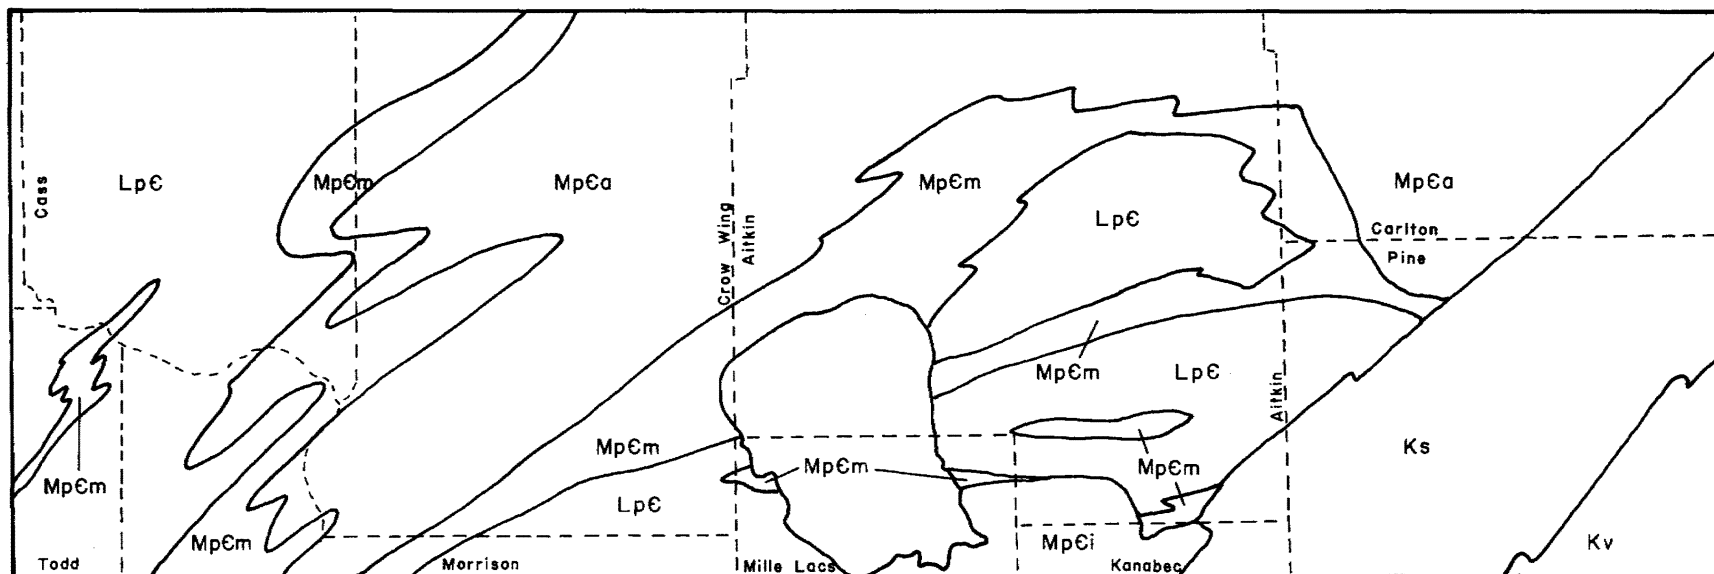 Cass
LpЄ
MpЄm
MpЄa
Crow Wing
Aitkin
MpЄm
LpЄ
MpЄa
Carlton
Pine
MpЄm
LpЄ
Aitkin
MpЄm
MpЄm
MpЄm
MpЄm
Ks
LpЄ
MpЄm
MpЄi
Kv
Todd
Morrison
Mille Lacs
Kanabec